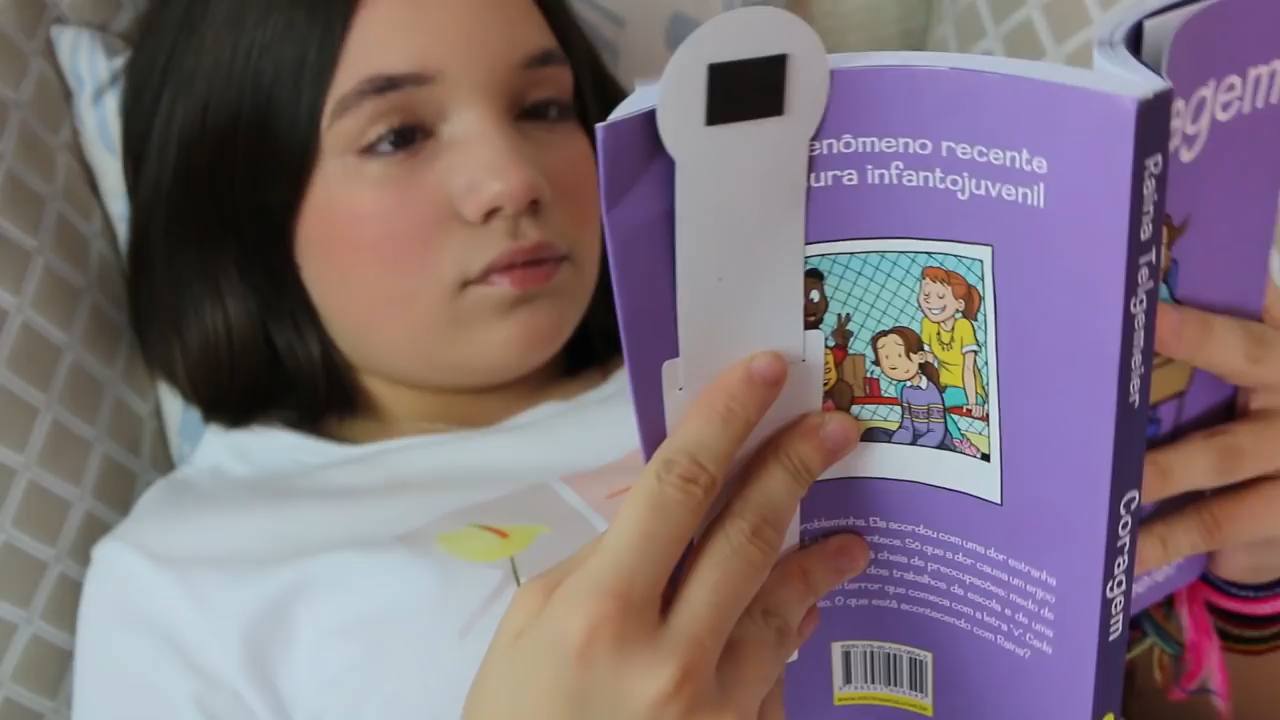 enômeno recente
ura infantojuvenil
robleminha. Ela acordou com uma dor estranha
ntece. Só que a dor causa um enjoo
cheia de preocupações: medo de
dos trabalhos da escola e de uma
m terror que começa com a letra "v". Cada
io. O que está acontecendo com Raina?
Raina Telgemeier
Coragem
agem